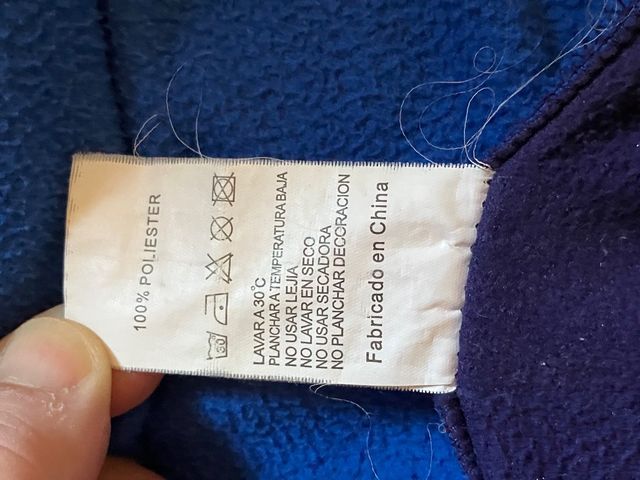 100% POLIESTER
30
LAVAR A 30°C
PLANCHAR A TEMPERATURA BAJA
NO USAR LEJIA
NO LAVAR EN SECO
NO USAR SECADORA
NO PLANCHAR DECORACION
Fabricado en China